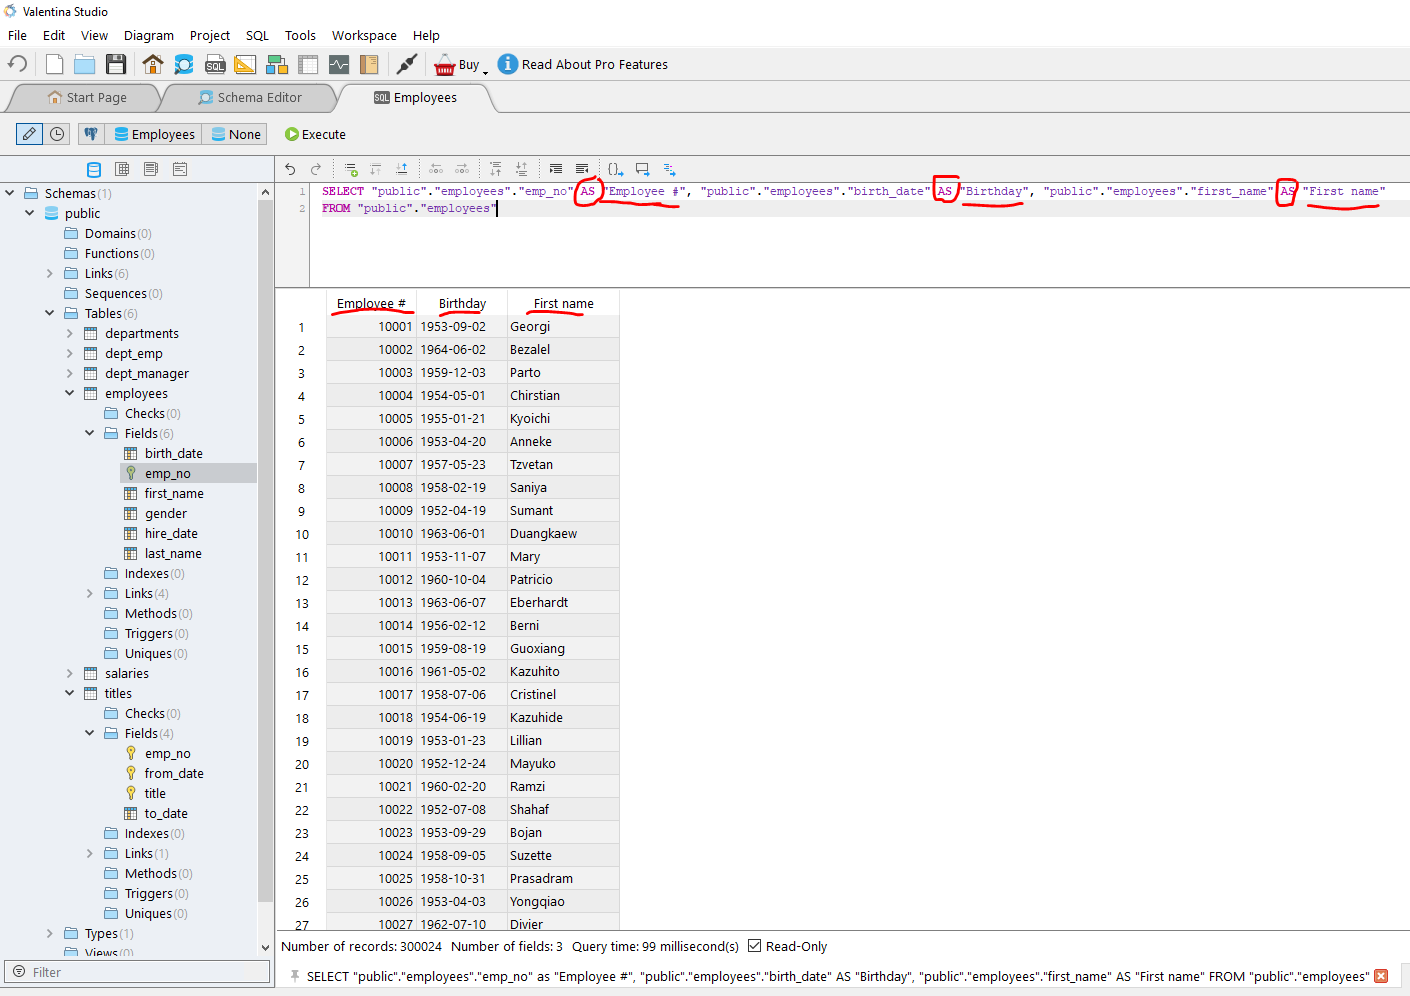 Valentina Studio
File Edit View Diagram Project SQL Tools Workspace Help
SQL Buy Read About Pro Features
Start Page Schema Editor SQL Employees
Employees None Execute
Schemas(1)
public
Domains(0)
Functions(0)
Links(6)
Sequences(0)
Tables(6)
departments
dept_emp
dept_manager
employees
Checks(0)
Fields(6)
birth_date
emp_no
first_name
gender
hire_date
last_name
Indexes(0)
Links(4)
Methods(0)
Triggers(0)
Uniques(0)
salaries
titles
Checks(0)
Fields(4)
emp_no
from_date
title
to_date
Indexes(0)
Links(1)
Methods(0)
Triggers(0)
Uniques(0)
Types(1)
Views(0)
Filter
1 SELECT "public"."employees"."emp_no" AS "Employee #", "public"."employees"."birth_date" AS "Birthday", "public"."employees"."first_name" AS "First name"
2 FROM "public"."employees"
Employee # Birthday First name
1 10001 1953-09-02 Georgi
2 10002 1964-06-02 Bezalel
3 10003 1959-12-03 Parto
4 10004 1954-05-01 Chirstian
5 10005 1955-01-21 Kyoichi
6 10006 1953-04-20 Anneke
7 10007 1957-05-23 Tzvetan
8 10008 1958-02-19 Saniya
9 10009 1952-04-19 Sumant
10 10010 1963-06-01 Duangkaew
11 10011 1953-11-07 Mary
12 10012 1960-10-04 Patricio
13 10013 1963-06-07 Eberhardt
14 10014 1956-02-12 Berni
15 10015 1959-08-19 Guoxiang
16 10016 1961-05-02 Kazuhito
17 10017 1958-07-06 Cristinel
18 10018 1954-06-19 Kazuhide
19 10019 1953-01-23 Lillian
20 10020 1952-12-24 Mayuko
21 10021 1960-02-20 Ramzi
22 10022 1952-07-08 Shahaf
23 10023 1953-09-29 Bojan
24 10024 1958-09-05 Suzette
25 10025 1958-10-31 Prasadram
26 10026 1953-04-03 Yongqiao
27 10027 1962-07-10 Divier
Number of records: 300024 Number of fields: 3 Query time: 99 millisecond(s) Read-Only
SELECT "public"."employees"."emp_no" as "Employee #", "public"."employees"."birth_date" AS "Birthday", "public"."employees"."first_name" AS "First name" FROM "public"."employees"